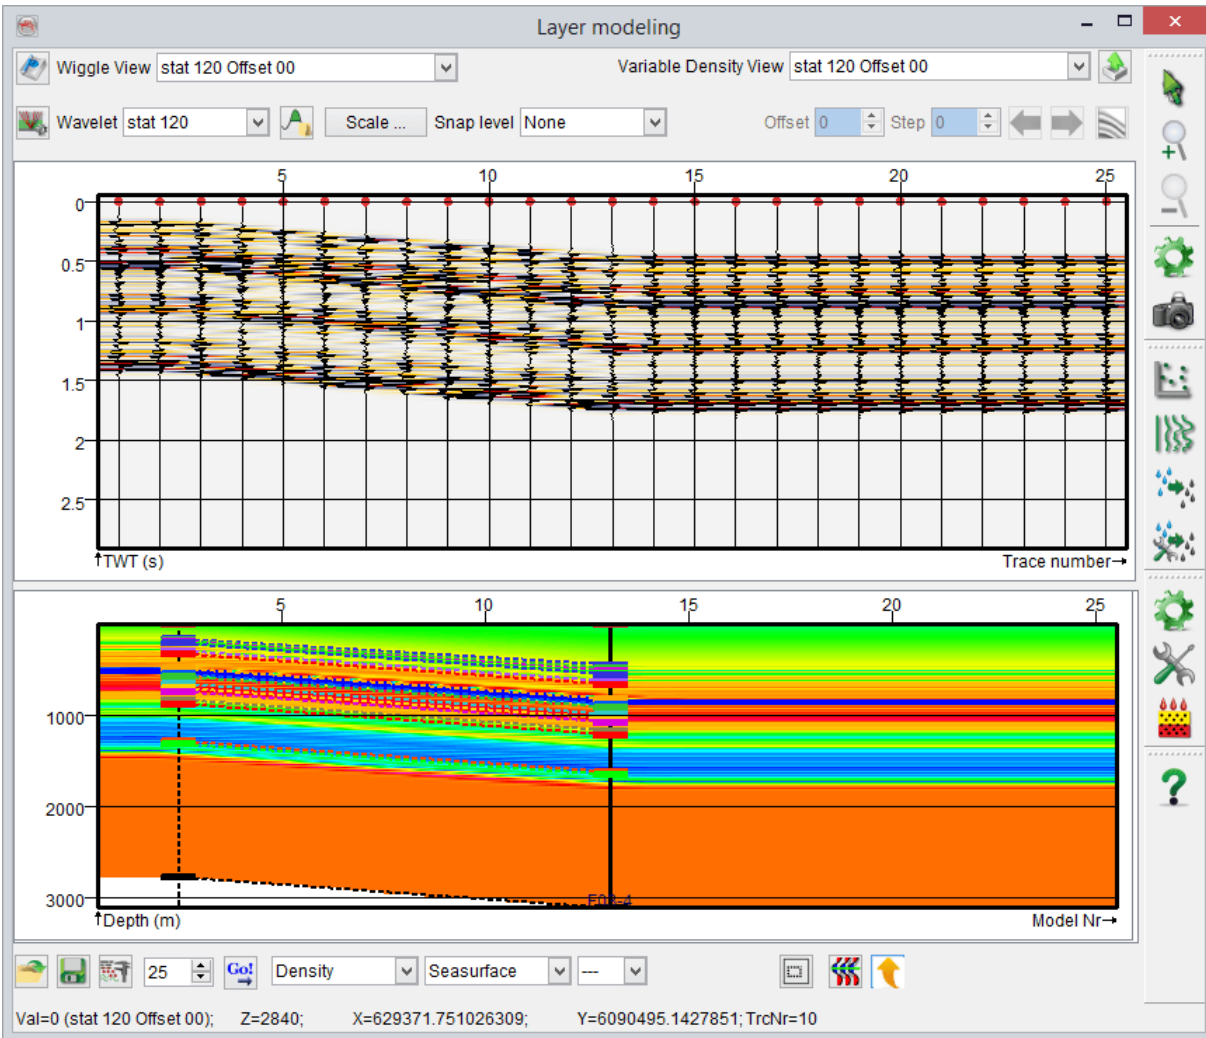 Layer modeling
Wiggle View stat 120 Offset 00 Variable Density View stat 120 Offset 00
Wavelet stat 120 Scale ... Snap level None Offset 0 Step 0
5 10 15 20 25
0
0.5
1
1.5
2
2.5
TWT (s) Trace number
5 10 15 20 25
1000
2000
3000
F03-4
Depth (m) Model Nr
25 Go! Density Seasurface ---
Val=0 (stat 120 Offset 00); Z=2840; X=629371.751026309; Y=6090495.1427851; TrcNr=10